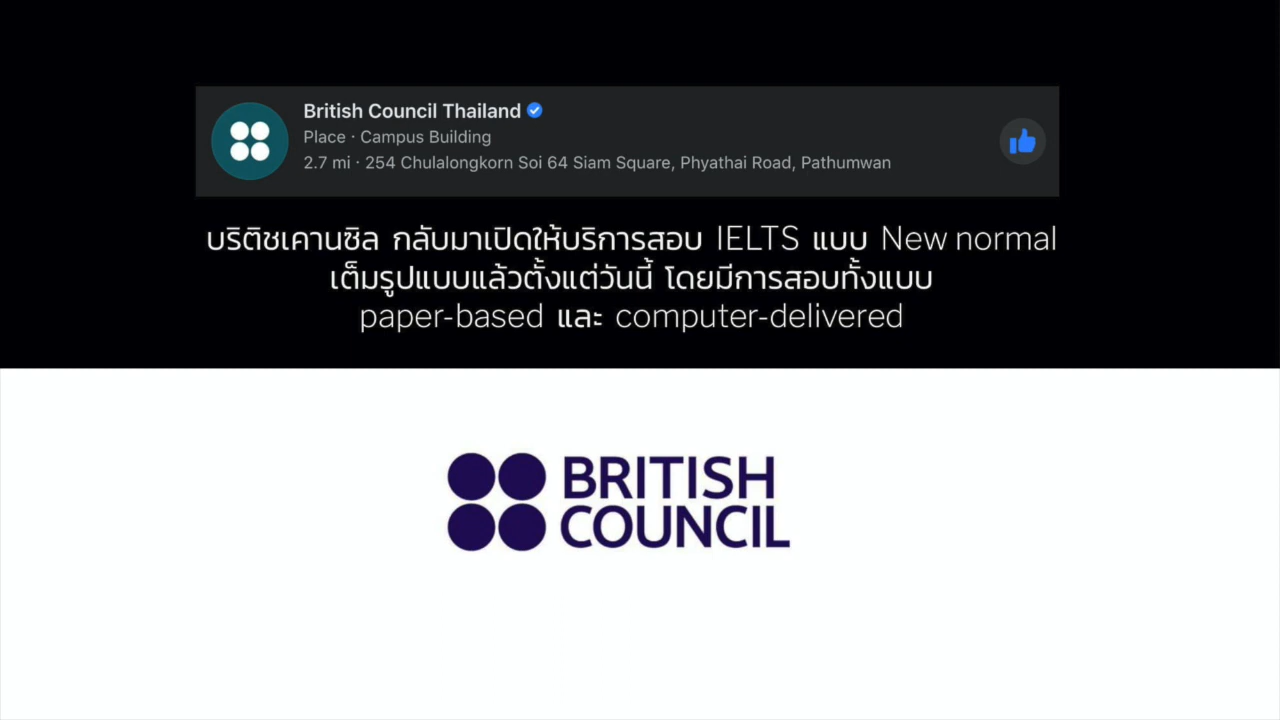 British Council Thailand
Place · Campus Building
2.7 mi · 254 Chulalongkorn Soi 64 Siam Square, Phyathai Road, Pathumwan
บริติชเคานซิล กลับมาเปิดให้บริการสอบ IELTS แบบ New normal
เต็มรูปแบบแล้วตั้งแต่วันนี้ โดยมีการสอบทั้งแบบ
paper-based และ computer-delivered
BRITISH
COUNCIL